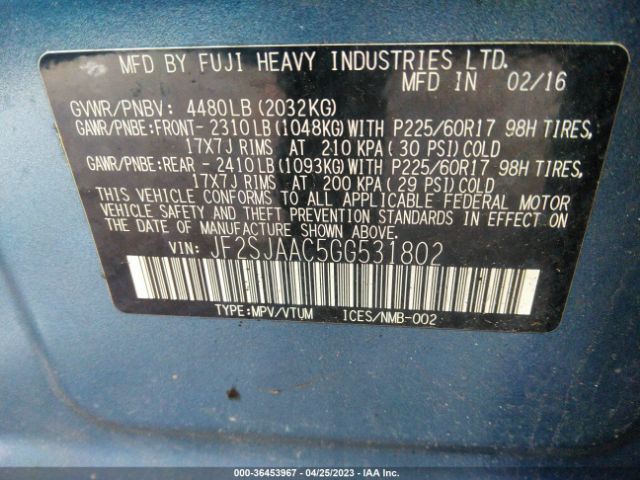 MFD BY FUJI HEAVY INDUSTRIES LTD.
MFD IN 02/16
GVWR/PNBV: 4480LB(2032KG)
GAWR/PNBE:FRONT- 2310LB(1048KG)WITH P225/60R17 98H TIRES,
17X7J RIMS AT 210 KPA(30 PSI)COLD
GAWR/PNBE:REAR - 2410LB(1093KG)WITH P225/60R17 98H TIRES,
17X7J RIMS AT 200 KPA(29 PSI)COLD
THIS VEHICLE CONFORMS TO ALL APPLICABLE FEDERAL MOTOR
VEHICLE SAFETY AND THEFT PREVENTION STANDARDS IN EFFECT
ON THE DATE OF MANUFACTURE SHOWN ABOVE.
VIN: JF2SJAAC5GG531802
TYPE:MPV/VTUM ICES/NMB-002
000-36453967 - 04/25/2023 - IAA Inc.